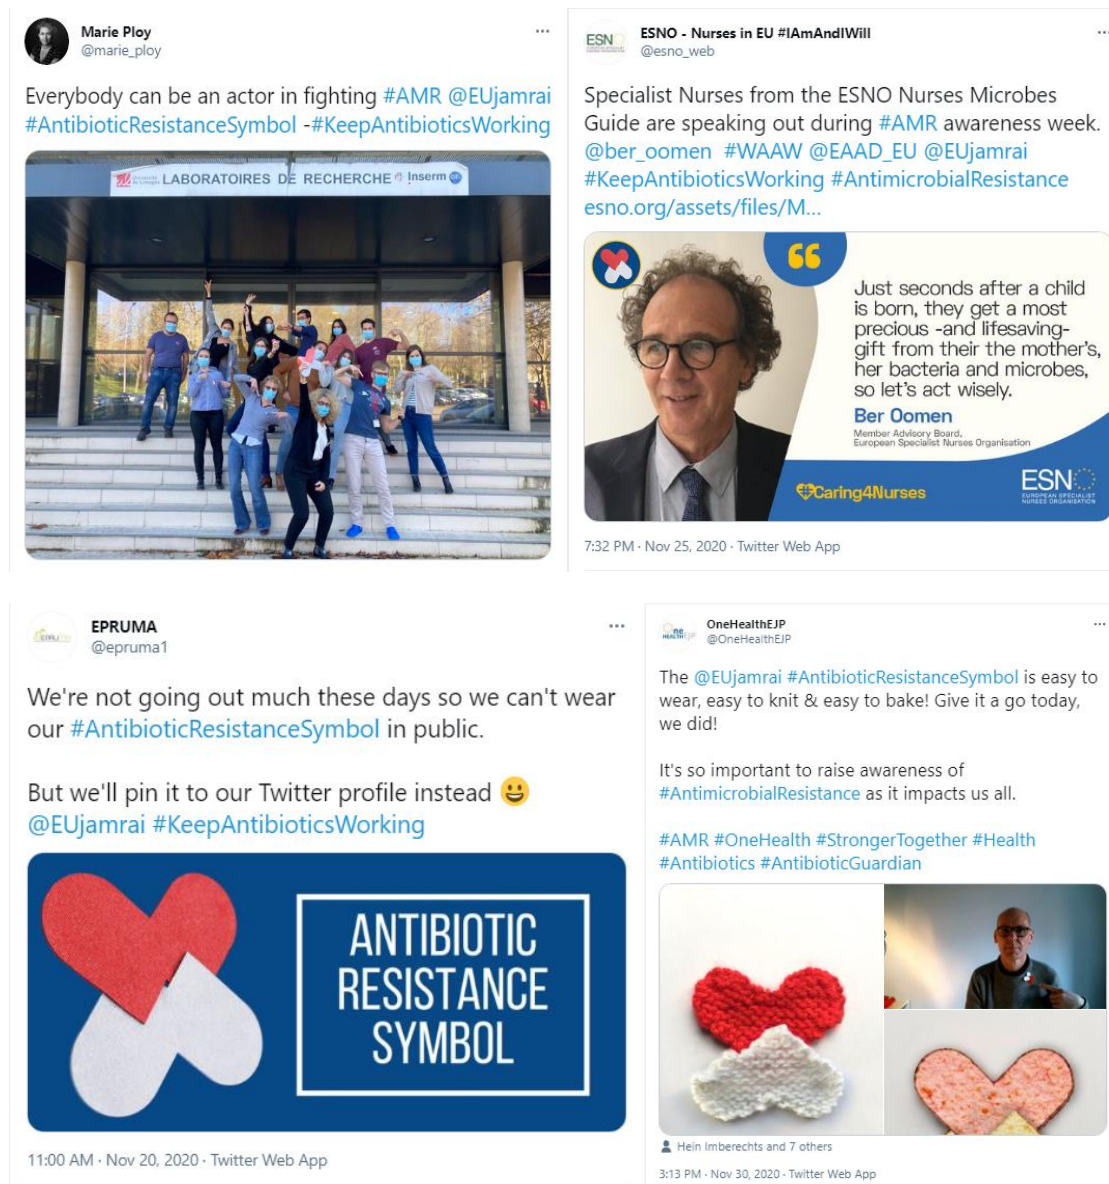 Marie Ploy
@marie_ploy
Everybody can be an actor in fighting #AMR @EUjamrai
#AntibioticResistanceSymbol -#KeepAntibioticsWorking
Université de Limoges
LABORATOIRES DE RECHERCHE Inserm
ESNO
ESNO - Nurses in EU #IAmAndIWill
@esno_web
Specialist Nurses from the ESNO Nurses Microbes
Guide are speaking out during #AMR awareness week.
@ber_oomen #WAAW @EAAD_EU @EUjamrai
#KeepAntibioticsWorking #AntimicrobialResistance
esno.org/assets/files/M...
Just seconds after a child
is born, they get a most
precious -and lifesaving-
gift from their the mother's,
her bacteria and microbes,
so let's act wisely.
Ber Oomen
Member Advisory Board,
European Specialist Nurses Organisation
#Caring4Nurses
ESN
EUROPEAN SPECIALIST
NURSES ORGANISATION
7:32 PM · Nov 25, 2020 · Twitter Web App
EPRUMA
@epruma1
We're not going out much these days so we can't wear
our #AntibioticResistanceSymbol in public.
But we'll pin it to our Twitter profile instead 😀
@EUjamrai #KeepAntibioticsWorking
ANTIBIOTIC
RESISTANCE
SYMBOL
11:00 AM · Nov 20, 2020 · Twitter Web App
One
HEALTH EJP
OneHealthEJP
@OneHealthEJP
The @EUjamrai #AntibioticResistanceSymbol is easy to
wear, easy to knit & easy to bake! Give it a go today,
we did!
It's so important to raise awareness of
#AntimicrobialResistance as it impacts us all.
#AMR #OneHealth #StrongerTogether #Health
#Antibiotics #AntibioticGuardian
Hein Imberechts and 7 others
3:13 PM · Nov 30, 2020 · Twitter Web App